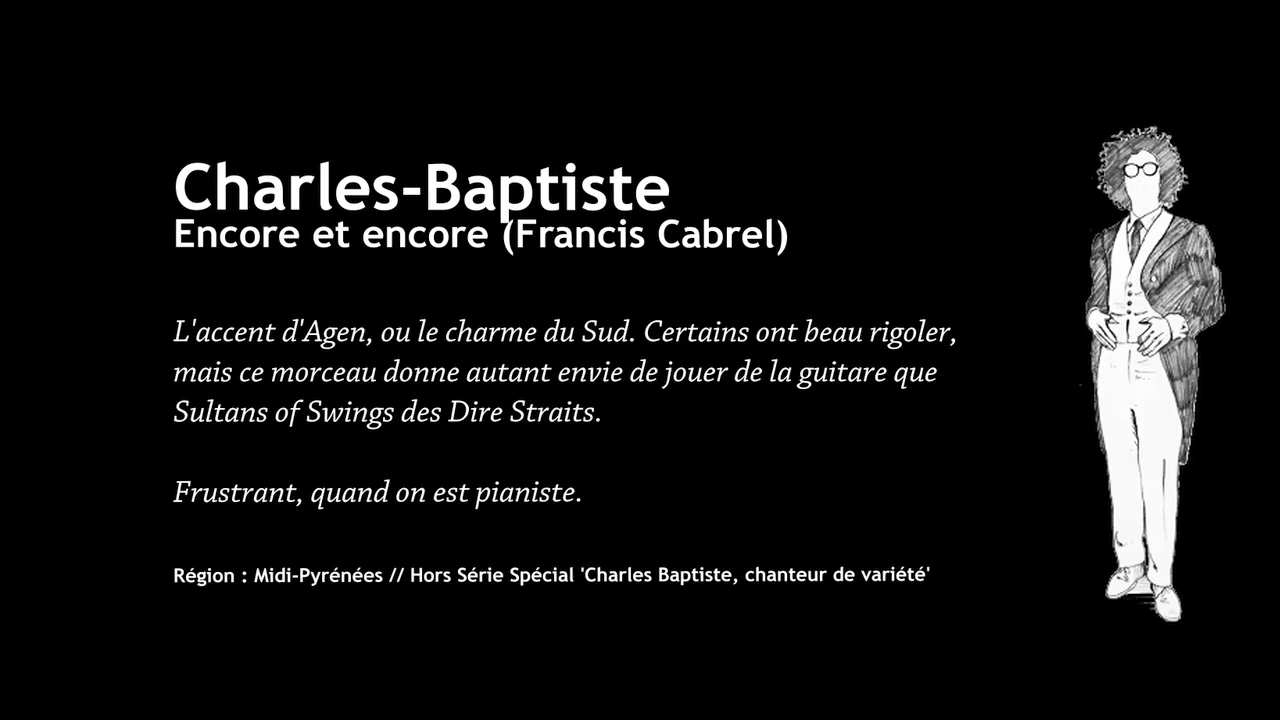 Charles-Baptiste
Encore et encore (Francis Cabrel)
L'accent d'Agen, ou le charme du Sud. Certains ont beau rigoler,
mais ce morceau donne autant envie de jouer de la guitare que
Sultans of Swings des Dire Straits.
Frustrant, quand on est pianiste.
Région : Midi-Pyrénées // Hors Série Spécial 'Charles Baptiste, chanteur de variété'